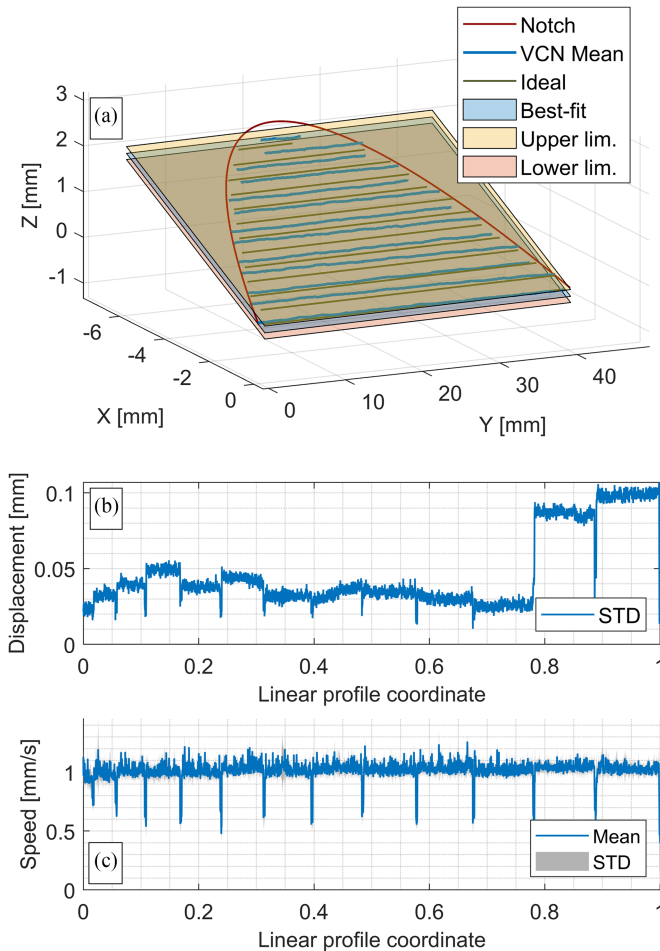 Notch
VCN Mean
Ideal
Best-fit
Upper lim.
Lower lim.
(a)
3
2
1
0
-1
Z [mm]
-6
-4
-2
0
X [mm]
0
10
20
30
40
Y [mm]
(b)
0.1
0.05
0
Displacement [mm]
STD
0
0.2
0.4
0.6
0.8
1
Linear profile coordinate
1
0.5
0
Speed [mm/s]
(c)
Mean
STD
0
0.2
0.4
0.6
0.8
1
Linear profile coordinate